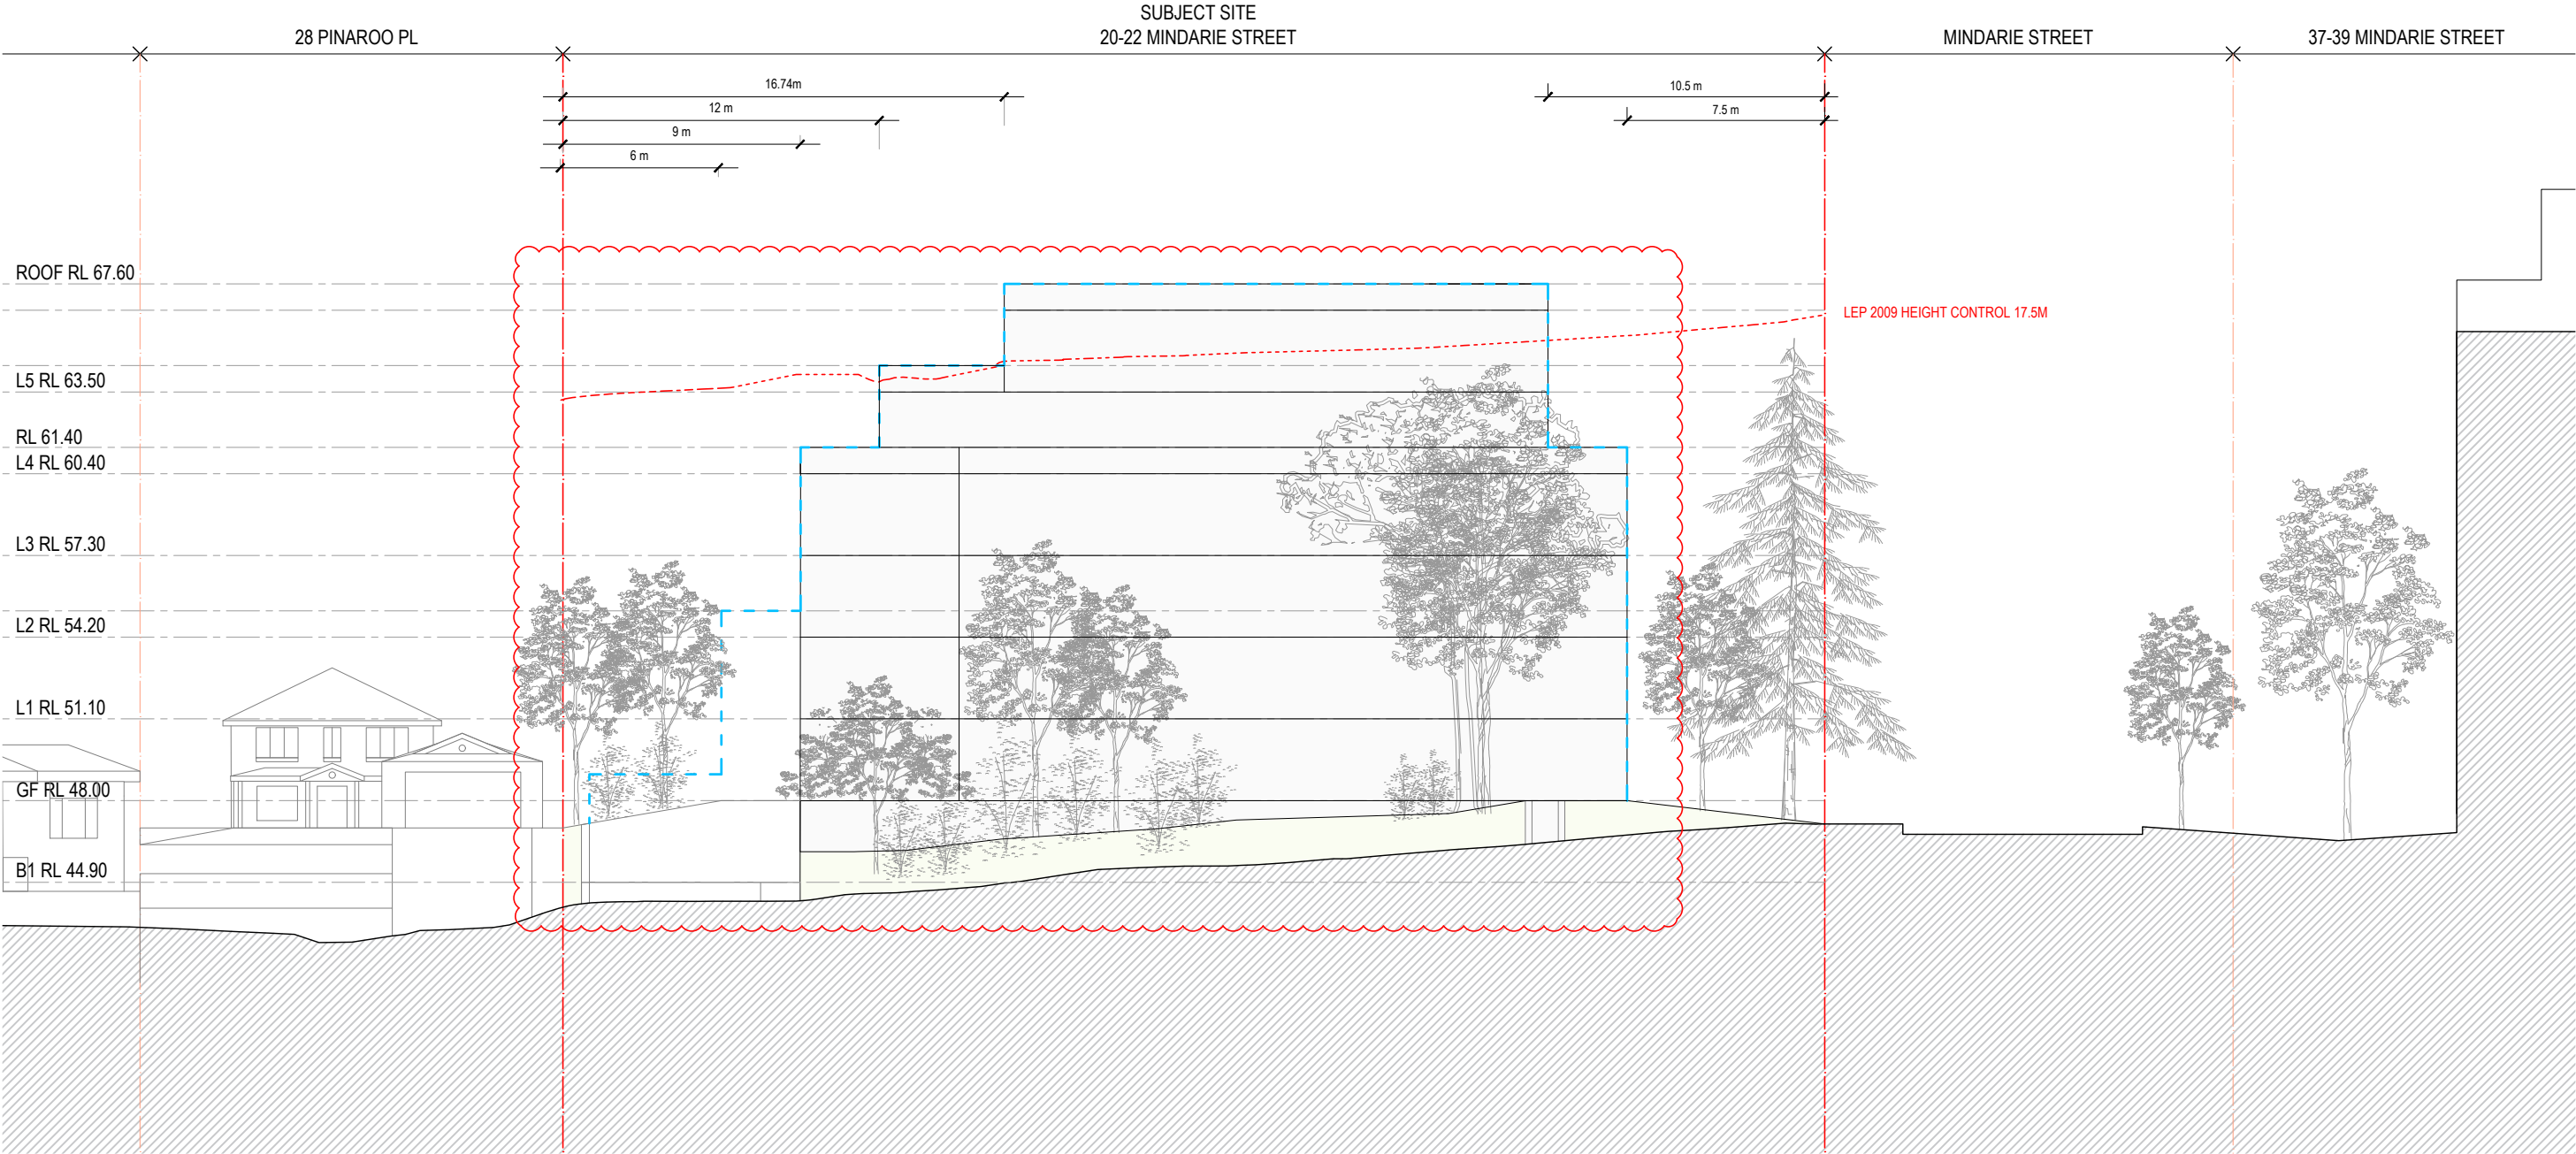 SUBJECT SITE
28 PINAROO PL
20-22 MINDARIE STREET
MINDARIE STREET
37-39 MINDARIE STREET
16.74m
10.5 m
12 m
7.5 m
9 m
6 m
ROOF RL 67.60
LEP 2009 HEIGHT CONTROL 17.5M
L5 RL 63.50
RL 61.40
L4 RL 60.40
L3 RL 57.30
L2 RL 54.20
L1 RL 51.10
GF RL 48.00
B1 RL 44.90